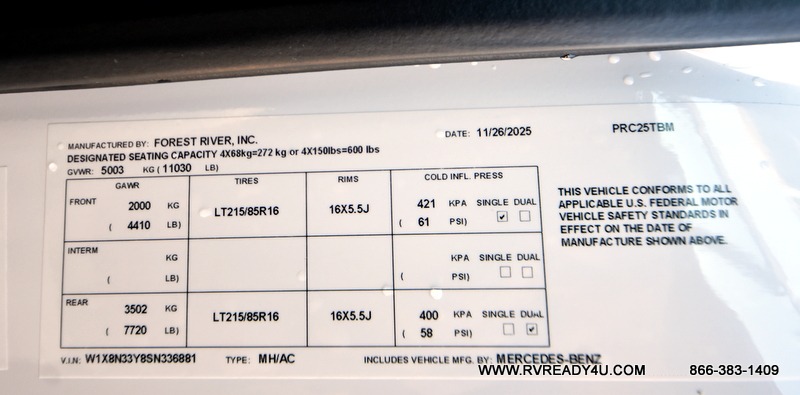 MANUFACTURED BY: FOREST RIVER, INC. DATE: 11/26/2025 PRC25TBM
DESIGNATED SEATING CAPACITY 4X68kg=272 kg or 4X150lbs=600 lbs
GVWR: 5003 KG ( 11030 LB)
GAWR TIRES RIMS COLD INFL. PRESS
FRONT 2000 KG LT215/85R16 16X5.5J 421 KPA SINGLE DUAL
( 4410 LB) ( 61 PSI)
INTERM KG KPA SINGLE DUAL
( LB) ( PSI)
REAR 3502 KG LT215/85R16 16X5.5J 400 KPA SINGLE DUAL
( 7720 LB) ( 58 PSI)
THIS VEHICLE CONFORMS TO ALL
APPLICABLE U.S. FEDERAL MOTOR
VEHICLE SAFETY STANDARDS IN
EFFECT ON THE DATE OF
MANUFACTURE SHOWN ABOVE.
V.I.N: W1X8N33Y8SN336881 TYPE: MH/AC INCLUDES VEHICLE MFG. BY: MERCEDES-BENZ
WWW.RVREADY4U.COM 866-383-1409